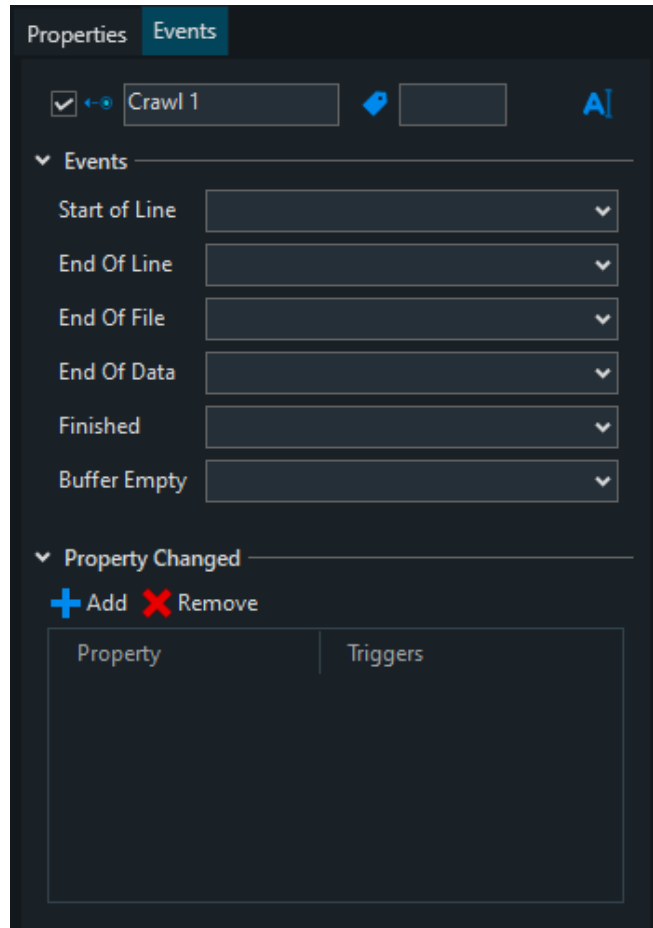 Properties Events
Crawl 1
Events
Start of Line
End Of Line
End Of File
End Of Data
Finished
Buffer Empty
Property Changed
Add Remove
Property Triggers